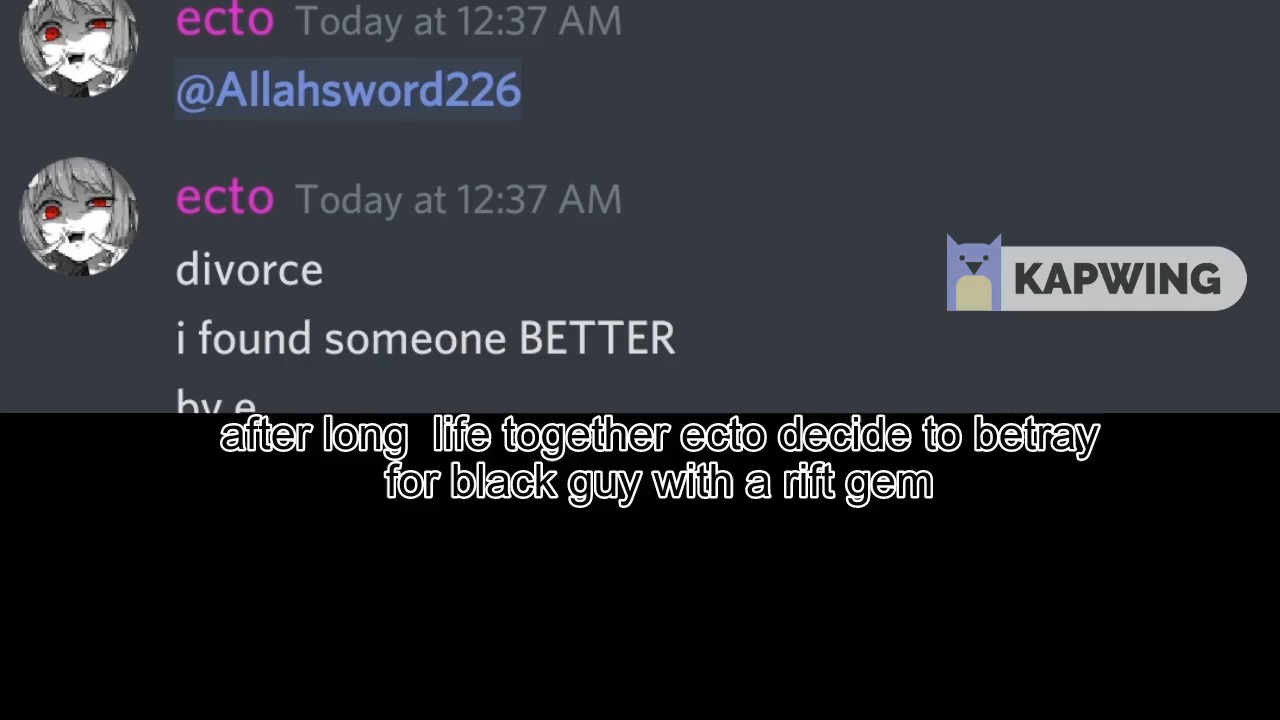 ecto Today at 12:37 AM
@Allahsword226
ecto Today at 12:37 AM
divorce
i found someone BETTER
KAPWING
by e
after long life together ecto decide to betray
for black guy with a rift gem